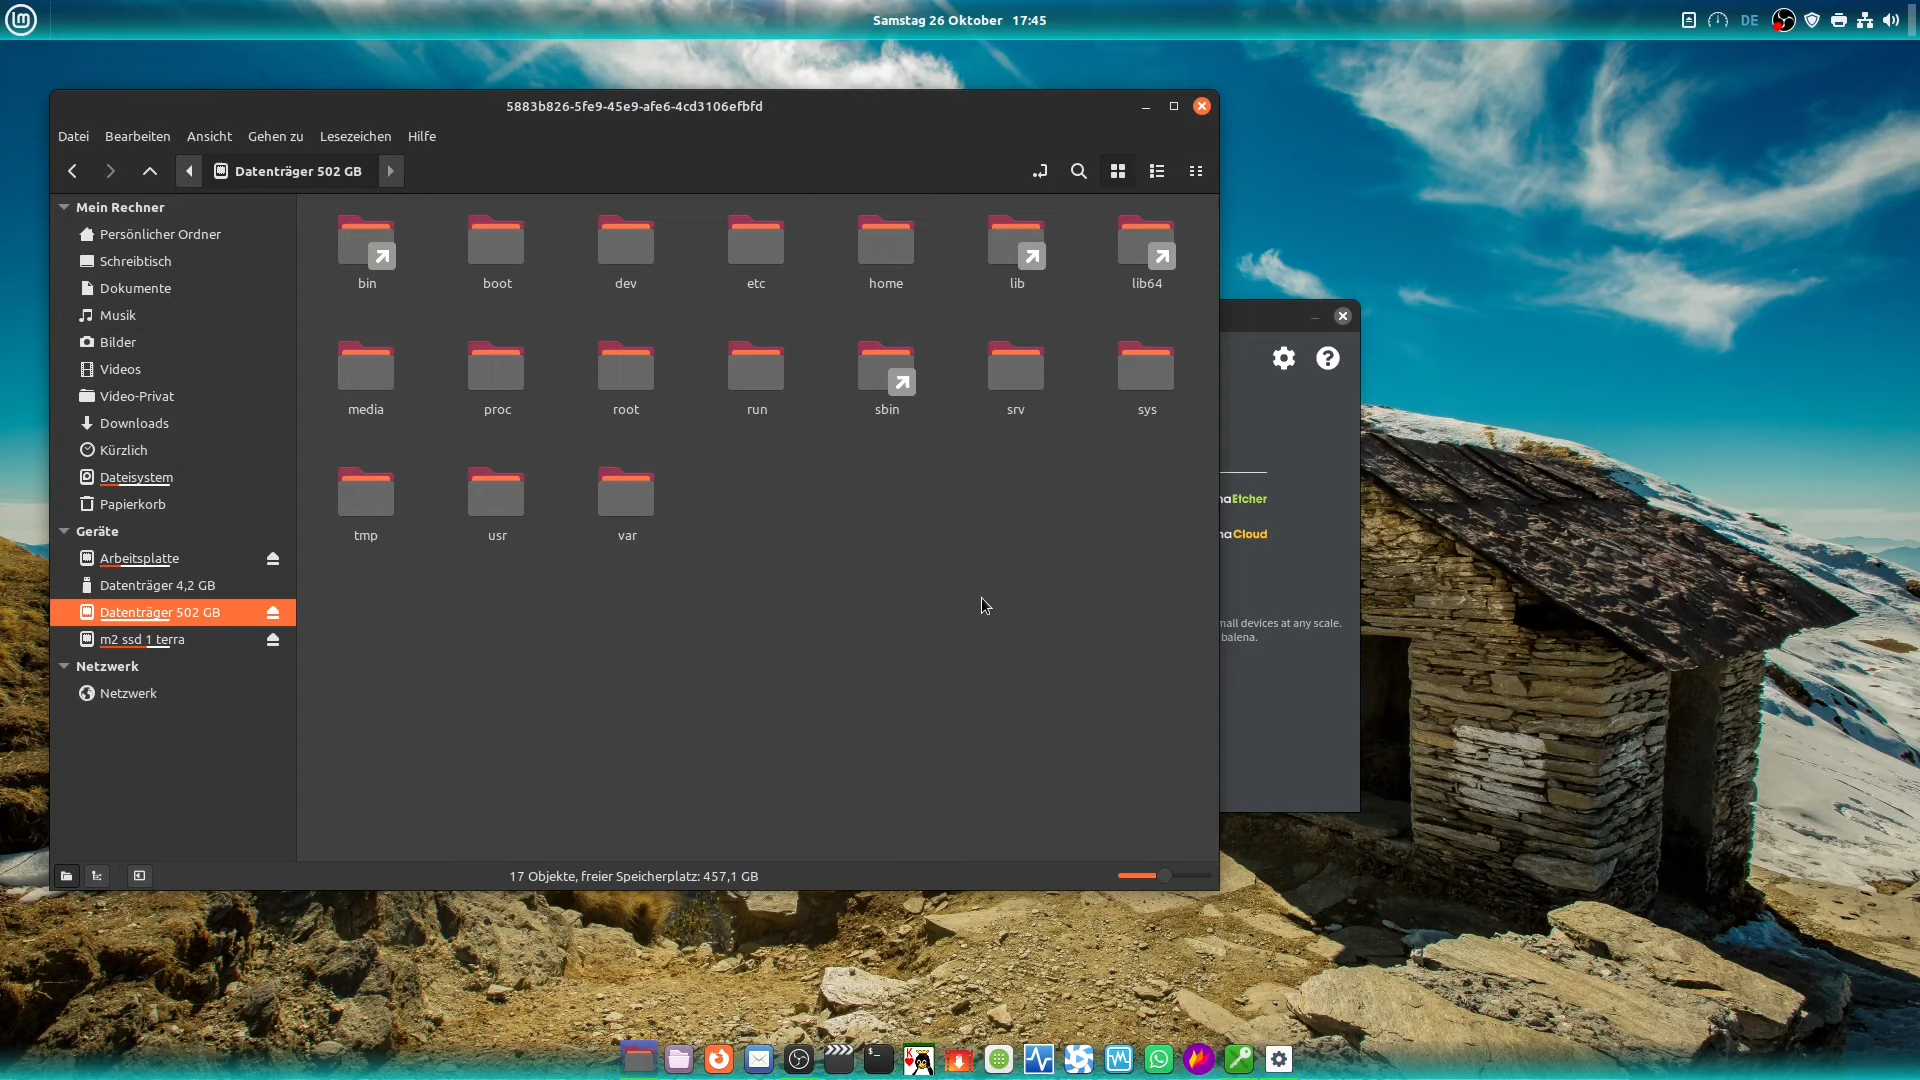 Samstag 26 Oktober 17:45
DE
5883b826-5fe9-45e9-afe6-4cd3106efbfd
Datei Bearbeiten Ansicht Gehen zu Lesezeichen Hilfe
Datenträger 502 GB
Mein Rechner
Persönlicher Ordner
Schreibtisch
Dokumente
Musik
Bilder
Videos
Video-Privat
Downloads
Kürzlich
Dateisystem
Papierkorb
Geräte
Arbeitsplatte
Datenträger 4,2 GB
Datenträger 502 GB
m2 ssd 1 terra
Netzwerk
Netzwerk
bin boot dev etc home lib lib64
media proc root run sbin srv sys
tmp usr var
17 Objekte, freier Speicherplatz: 457,1 GB
naEtcher
naCloud
mall devices at any scale.
balena.